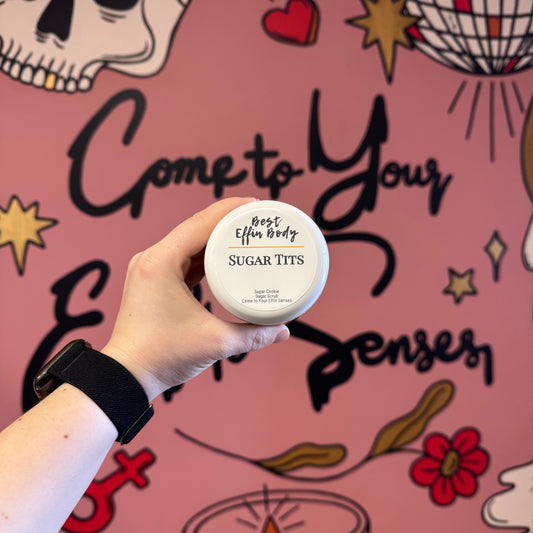 Come to Your
Senses
Best
Effin Body
Sugar Tits
Sugar Cookie
Sugar Scrub
Come to Your Effin Senses